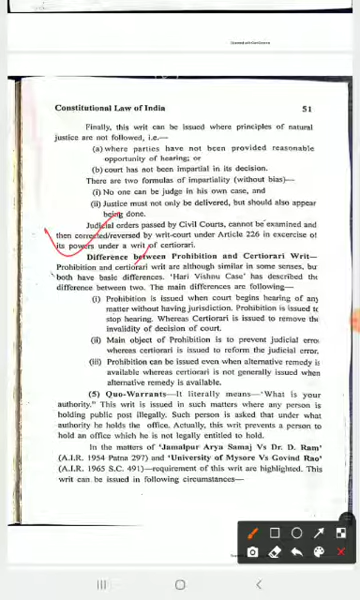 Constitutional Law of India 51
Finally, this writ can be issued where principles of natural
justice are not followed, i.e.—
(a) where parties have not been provided reasonable
opportunity of hearing; or
(b) court has not been impartial in its decision.
There are two formulas of impartiality (without bias)—
(i) No one can be judge in his own case, and
(ii) Justice must not only be delivered, but should also appear
being done.
Judicial orders passed by Civil Courts, cannot be examined and
then corrected/reversed by writ-court under Article 226 in excercise of
its powers under a writ of certiorari.
Difference between Prohibition and Certiorari Writ—
Prohibition and certiorari writ are although similar in some senses, bu
both have basic differences. 'Hari Vishnu Case' has described the
difference between two. The main differences are following—
(i) Prohibition is issued when court begins hearing of any
matter without having jurisdiction. Prohibition is issued to
stop hearing. Whereas Certiorari is issued to remove the
invalidity of decision of court.
(ii) Main object of Prohibition is to prevent judicial error
whereas certiorari is issued to reform the judicial error.
(iii) Prohibition can be issued even when alternative remedy is
available whereas certiorari is not generally issued when
alternative remedy is available.
(5) Quo-Warranto—It literally means—'What is your
authority.” This writ is issued in such matters where any person is
holding public post illegally. Such person is asked that under what
authority he holds the office. Actually, this writ prevents a person to
hold an office which he is not legally entitled to hold.
In the matters of 'Jamalpur Arya Samaj Vs Dr. D. Ram'
(A.I.R. 1954 Patna 297) and 'University of Mysore Vs Govind Rao'
(A.I.R. 1965 S.C. 491)—requirement of this writ are highlighted. This
writ can be issued in following circumstances—